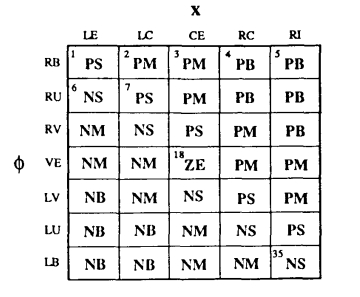 X
LE LC CE RC RI
RB 1 PS 2 PM 3 PM 4 PB 5 PB
RU 6 NS 7 PS PM PB PB
RV NM NS PS PM PB
ϕ VE NM NM 18 ZE PM PM
LV NB NM NS PS PM
LU NB NB NM NS PS
LB NB NB NM NM 35 NS